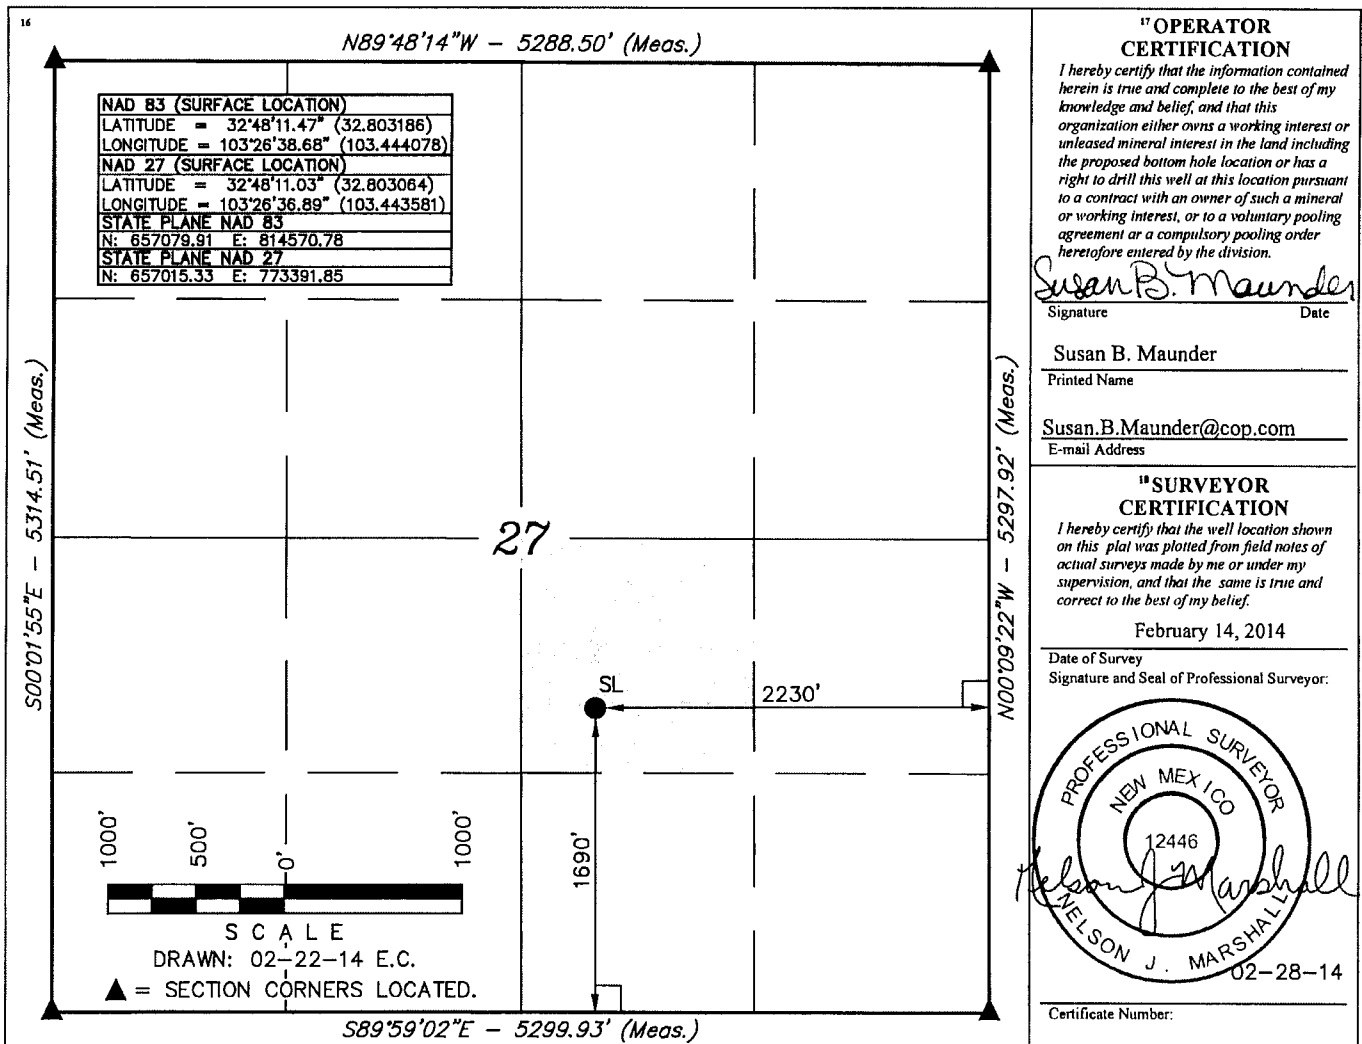 16
N89°48'14"W – 5288.50' (Meas.)
NAD 83 (SURFACE LOCATION)
LATITUDE = 32°48'11.47" (32.803186)
LONGITUDE = 103°26'38.68" (103.444078)
NAD 27 (SURFACE LOCATION)
LATITUDE = 32°48'11.03" (32.803064)
LONGITUDE = 103°26'36.89" (103.443581)
STATE PLANE NAD 83
N: 657079.91 E: 814570.78
STATE PLANE NAD 27
N: 657015.33 E: 773391.85
S00°01'55"E – 5314.51' (Meas.)
27
N00°09'22"W – 5297.92' (Meas.)
SL
2230'
1690'
1000'
500'
0'
1000'
SCALE
DRAWN: 02-22-14 E.C.
▲ = SECTION CORNERS LOCATED.
S89°59'02"E – 5299.93' (Meas.)
17 OPERATOR
CERTIFICATION
I hereby certify that the information contained
herein is true and complete to the best of my
knowledge and belief, and that this
organization either owns a working interest or
unleased mineral interest in the land including
the proposed bottom hole location or has a
right to drill this well at this location pursuant
to a contract with an owner of such a mineral
or working interest, or to a voluntary pooling
agreement or a compulsory pooling order
heretofore entered by the division.
Susan B. Maunder
Signature Date
Susan B. Maunder
Printed Name
Susan.B.Maunder@cop.com
E-mail Address
18 SURVEYOR
CERTIFICATION
I hereby certify that the well location shown
on this plat was plotted from field notes of
actual surveys made by me or under my
supervision, and that the same is true and
correct to the best of my belief.
February 14, 2014
Date of Survey
Signature and Seal of Professional Surveyor:
PROFESSIONAL SURVEYOR
NEW MEXICO
12446
Nelson J Marshall
NELSON J. MARSHALL
02-28-14
Certificate Number: